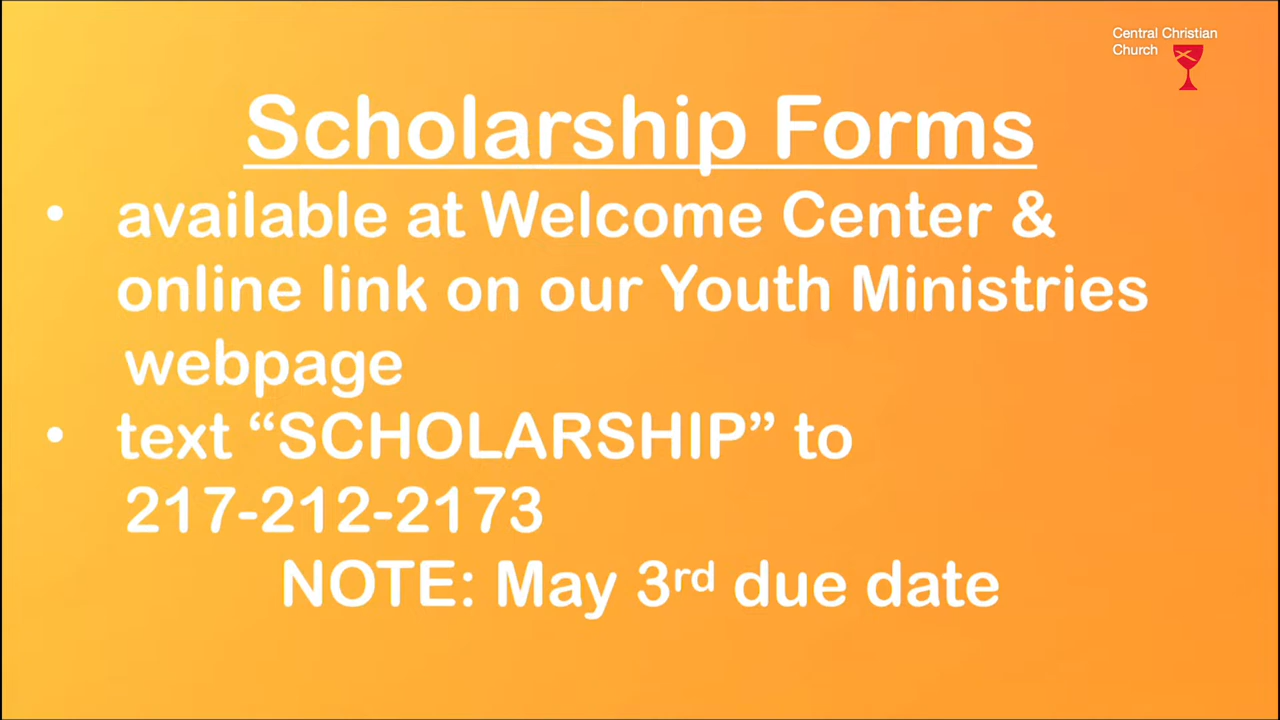 Central Christian
Church
Scholarship Forms
• available at Welcome Center &
online link on our Youth Ministries
webpage
• text “SCHOLARSHIP” to
217-212-2173
NOTE: May 3rd due date